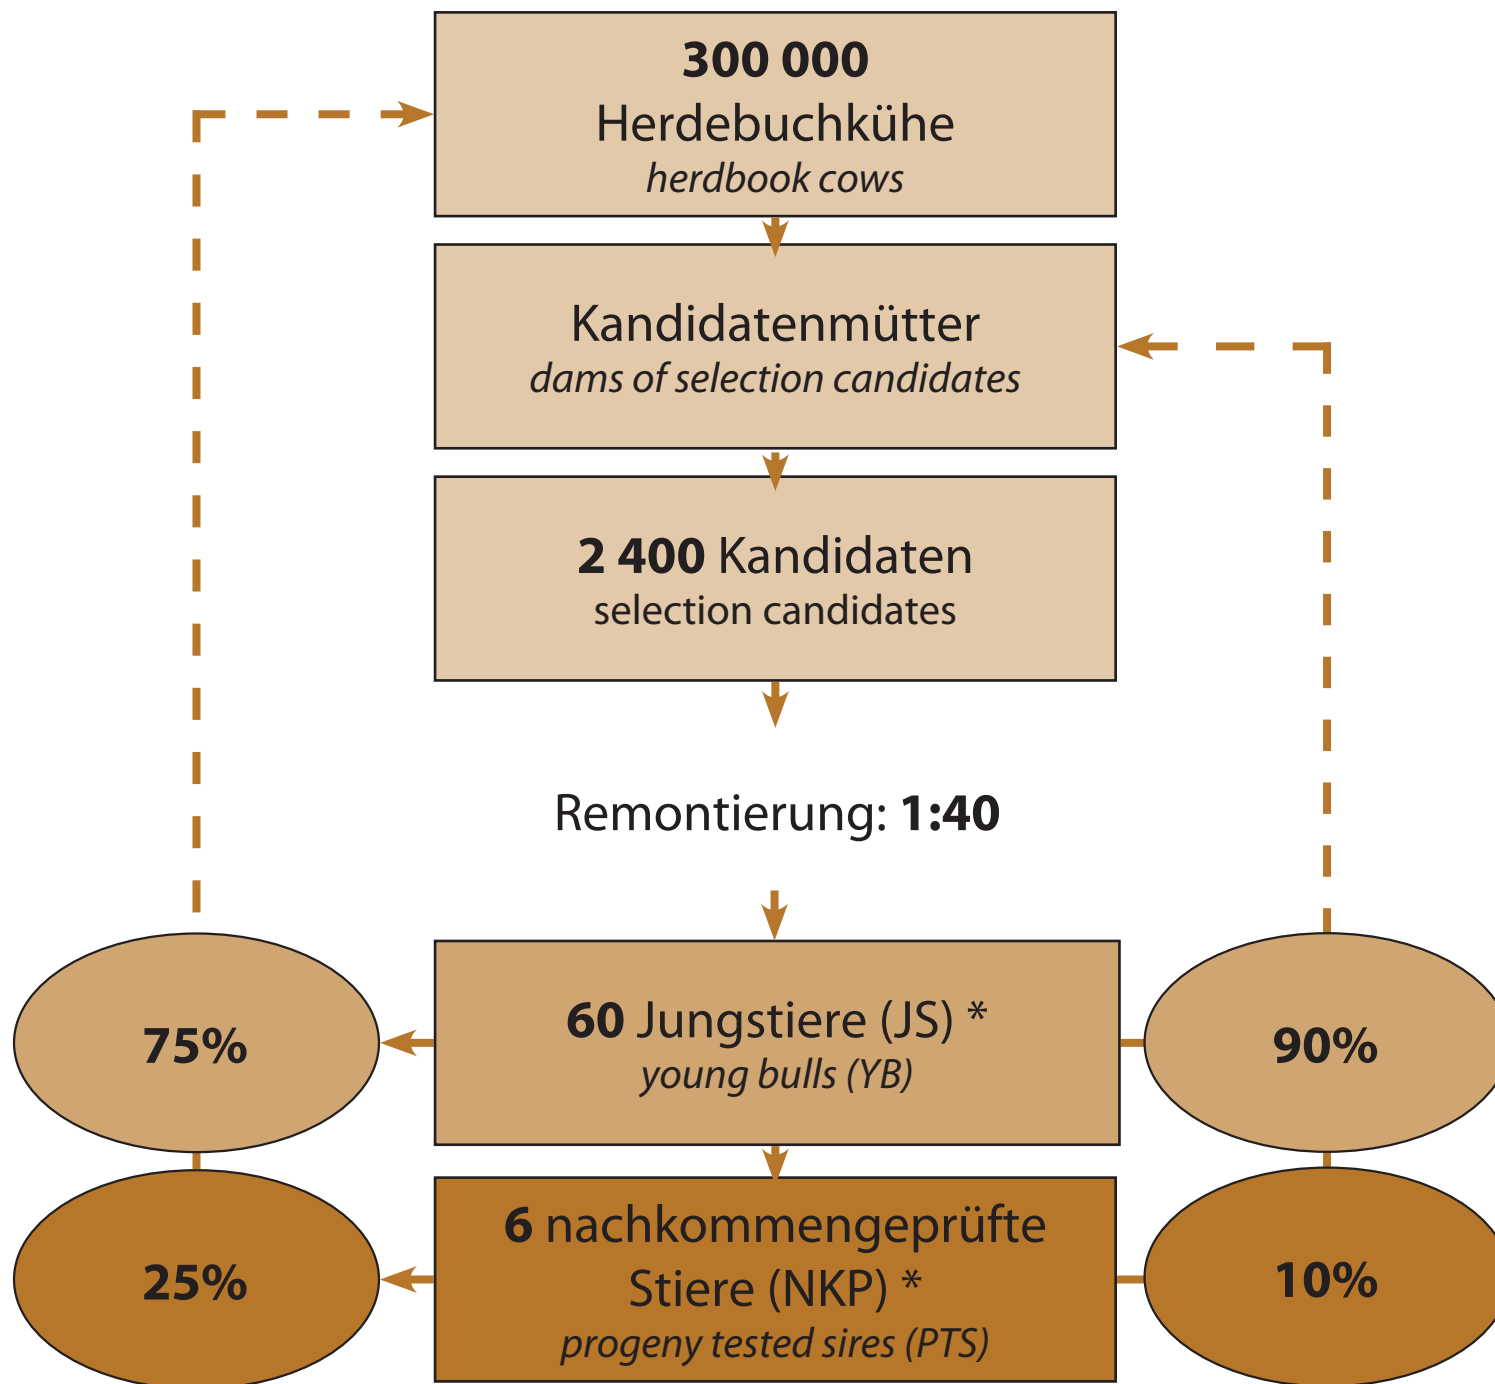 300 000
Herdebuchkühe
herdbook cows
Kandidatenmütter
dams of selection candidates
2 400 Kandidaten
selection candidates
Remontierung: 1:40
75%
60 Jungstiere (JS) *
young bulls (YB)
90%
25%
6 nachkommengeprüfte
Stiere (NKP) *
progeny tested sires (PTS)
10%